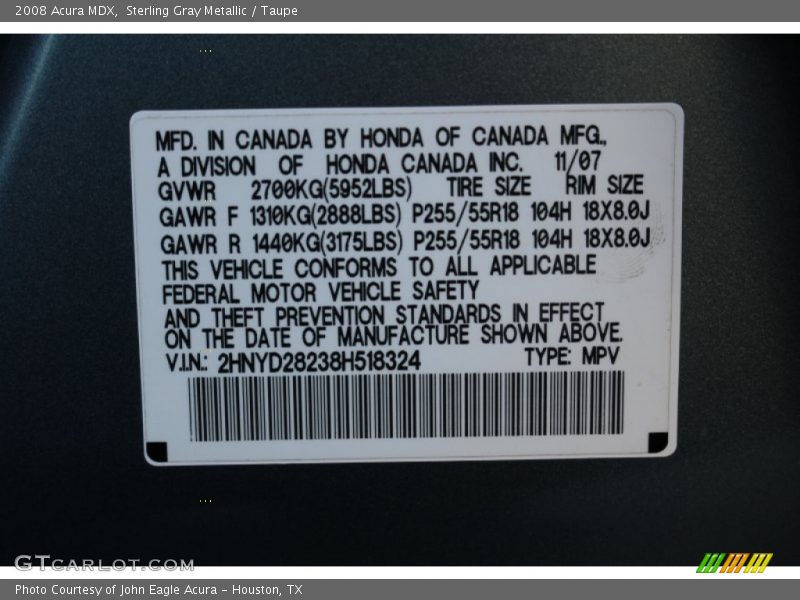 2008 Acura MDX, Sterling Gray Metallic / Taupe
MFD. IN CANADA BY HONDA OF CANADA MFG.,
A DIVISION OF HONDA CANADA INC. 11/07
GVWR 2700KG(5952LBS) TIRE SIZE RIM SIZE
GAWR F 1310KG(2888LBS) P255/55R18 104H 18X8.0J
GAWR R 1440KG(3175LBS) P255/55R18 104H 18X8.0J
THIS VEHICLE CONFORMS TO ALL APPLICABLE
FEDERAL MOTOR VEHICLE SAFETY
AND THEFT PREVENTION STANDARDS IN EFFECT
ON THE DATE OF MANUFACTURE SHOWN ABOVE.
V.I.N.: 2HNYD28238H518324 TYPE: MPV
GTCARLOT.COM
Photo Courtesy of John Eagle Acura - Houston, TX